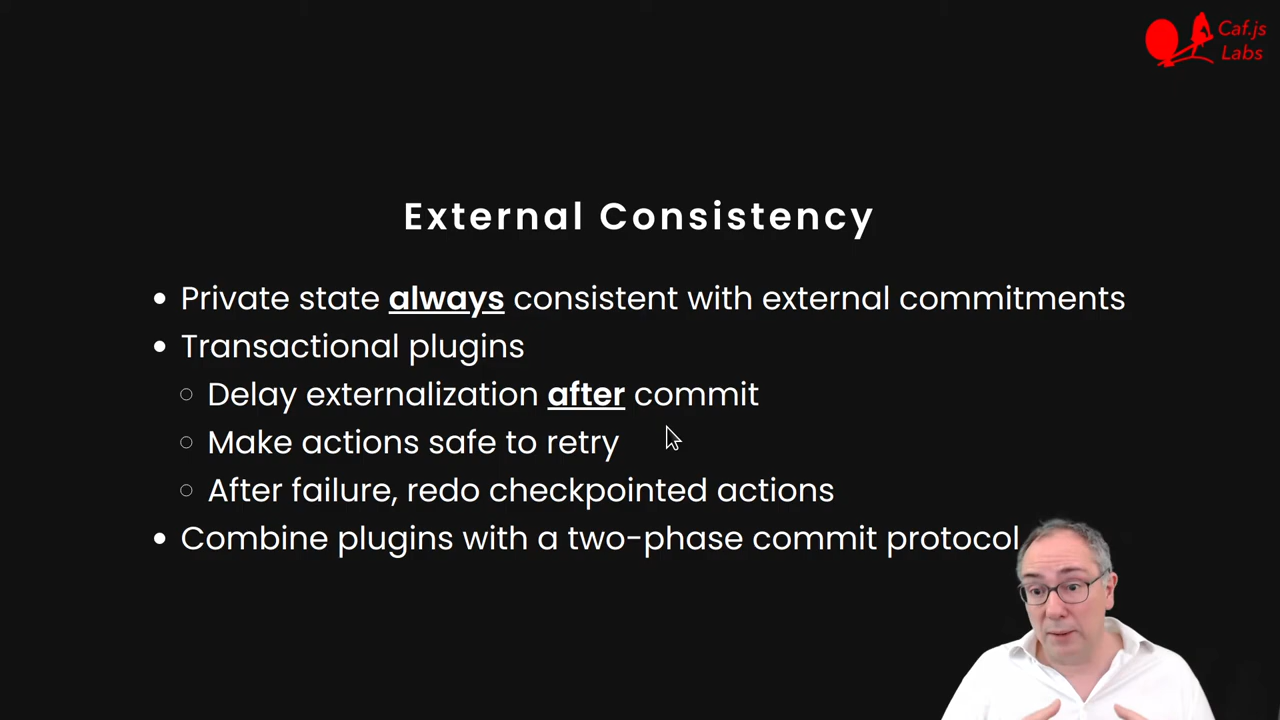 Caf.js
Labs
External Consistency
Private state always consistent with external commitments
Transactional plugins
Delay externalization after commit
Make actions safe to retry
After failure, redo checkpointed actions
Combine plugins with a two-phase commit protocol